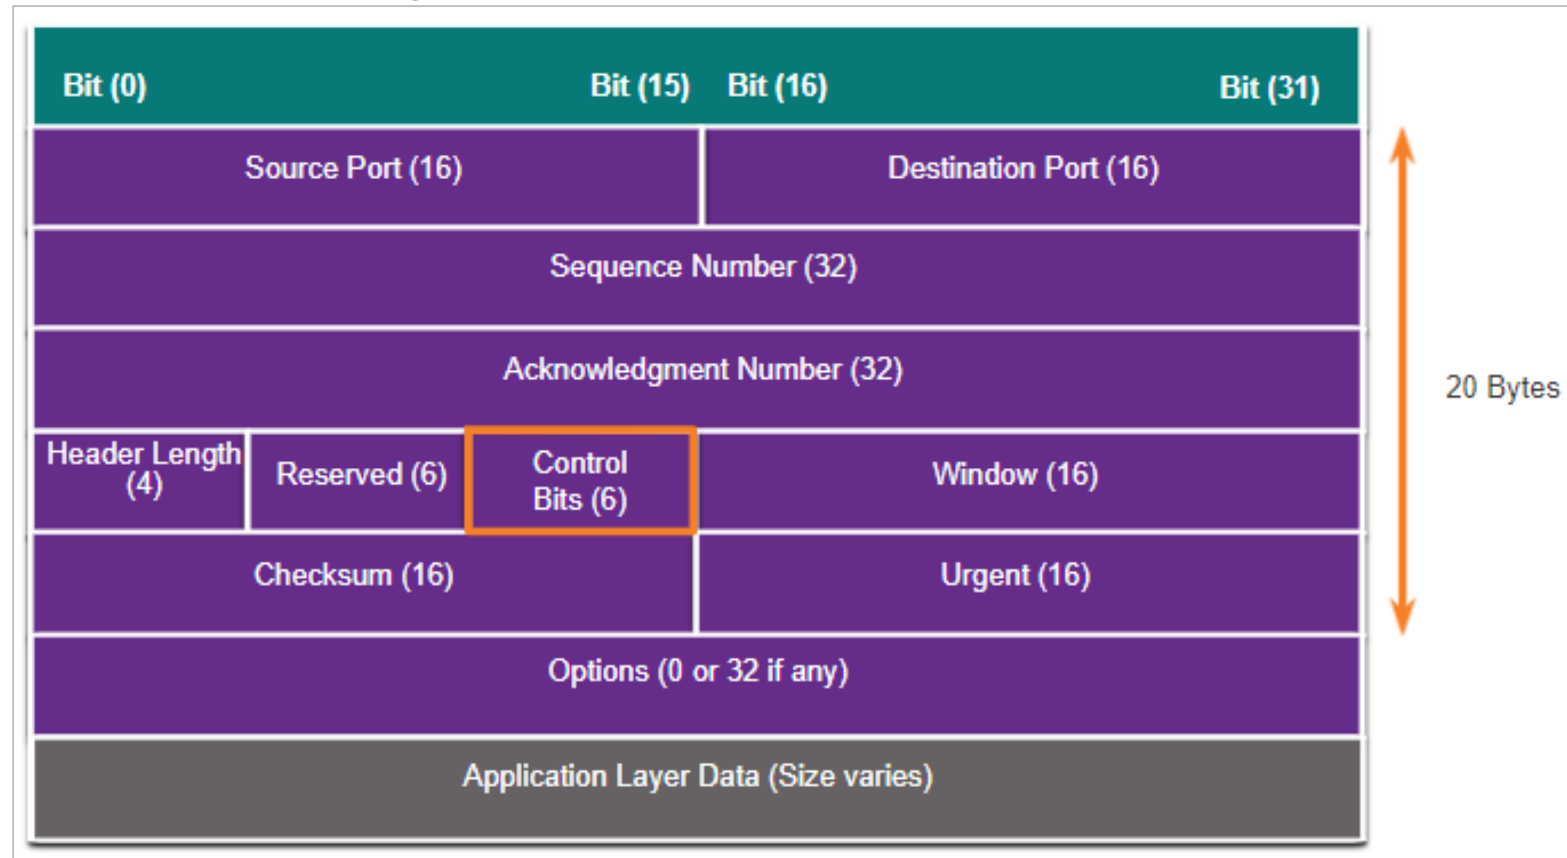 Bit (0) Bit (15) Bit (16) Bit (31)
Source Port (16) Destination Port (16)
Sequence Number (32)
Acknowledgment Number (32)
20 Bytes
Header Length
(4)
Reserved (6)
Control
Bits (6)
Window (16)
Checksum (16) Urgent (16)
Options (0 or 32 if any)
Application Layer Data (Size varies)